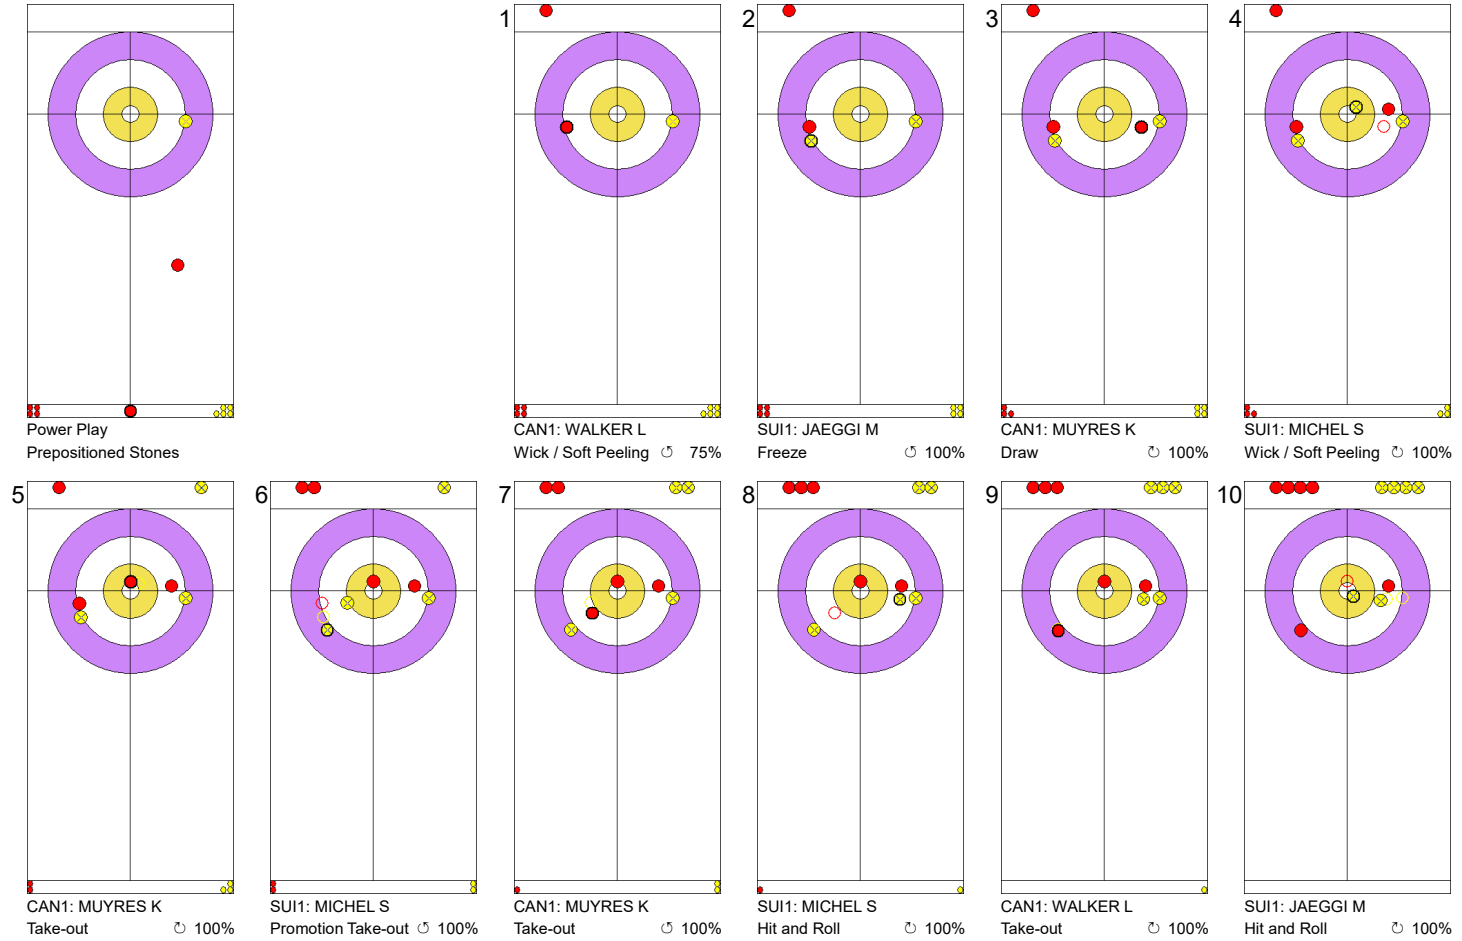 Power Play
Prepositioned Stones
1
CAN1: WALKER L
Wick / Soft Peeling ↺ 75%
2
SUI1: JAEGGI M
Freeze ↺ 100%
3
CAN1: MUYRES K
Draw ↻ 100%
4
SUI1: MICHEL S
Wick / Soft Peeling ↻ 100%
5
CAN1: MUYRES K
Take-out ↻ 100%
6
SUI1: MICHEL S
Promotion Take-out ↺ 100%
7
CAN1: MUYRES K
Take-out ↺ 100%
8
SUI1: MICHEL S
Hit and Roll ↻ 100%
9
CAN1: WALKER L
Take-out ↻ 100%
10
SUI1: JAEGGI M
Hit and Roll ↻ 100%